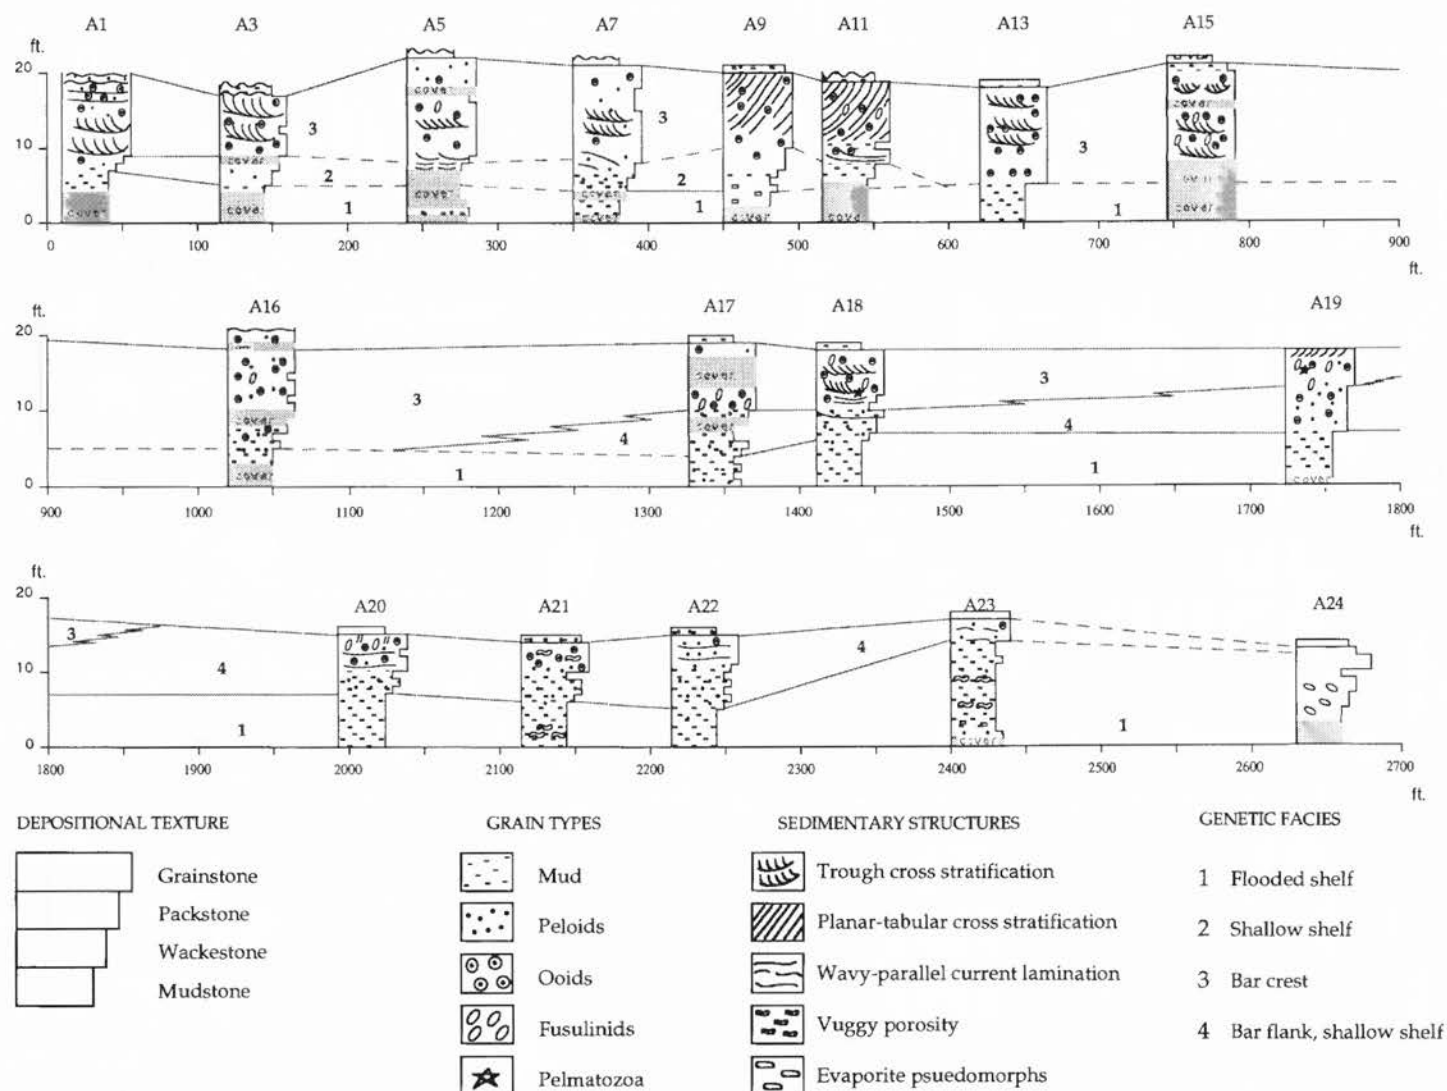 A1 A3 A5 A7 A9 A11 A13 A15
ft.
20
10
0
cover cover cover cover cover cover cover cover cover
3 2 1 3 2 1 3 1
0 100 200 300 400 500 600 700 800 900
ft.
A16 A17 A18 A19
ft.
20
10
0
cover cover cover cover cover
3 4 1 3 4 1
900 1000 1100 1200 1300 1400 1500 1600 1700 1800
ft.
A20 A21 A22 A23 A24
ft.
20
10
0
3 4 1 4 1
cover
1800 1900 2000 2100 2200 2300 2400 2500 2600 2700
ft.
DEPOSITIONAL TEXTURE
Grainstone
Packstone
Wackestone
Mudstone
GRAIN TYPES
Mud
Peloids
Ooids
Fusulinids
Pelmatozoa
SEDIMENTARY STRUCTURES
Trough cross stratification
Planar-tabular cross stratification
Wavy-parallel current lamination
Vuggy porosity
Evaporite psuedomorphs
GENETIC FACIES
1 Flooded shelf
2 Shallow shelf
3 Bar crest
4 Bar flank, shallow shelf